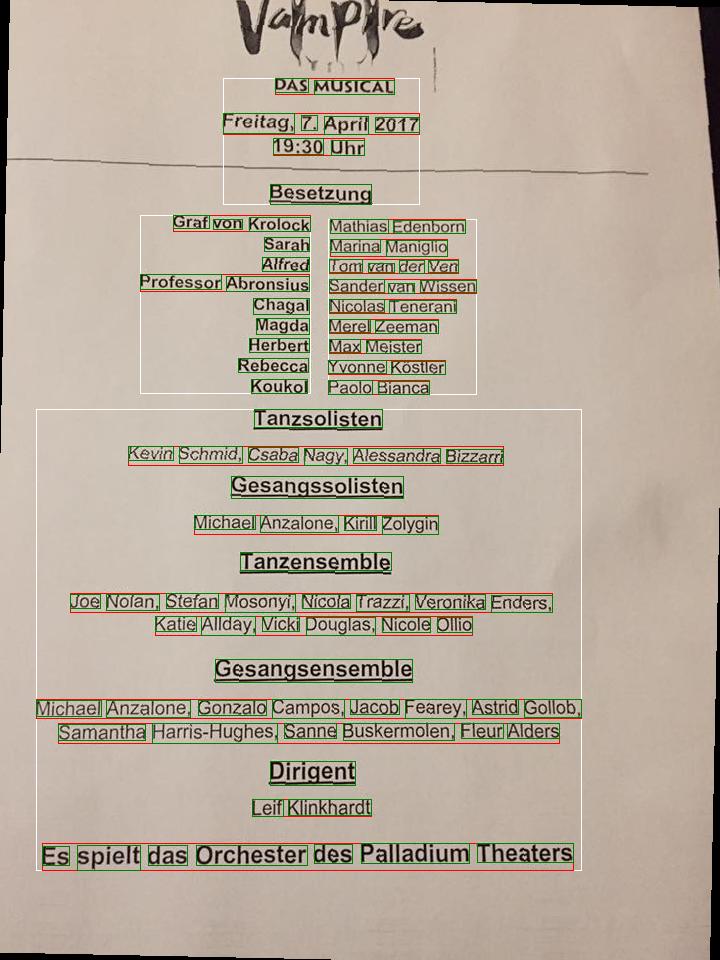 Vampire
DAS MUSICAL
Freitag, 7. April 2017
19:30 Uhr
Besetzung
Graf von Krolock Mathias Edenborn
Sarah Marina Maniglio
Alfred Tom van der Ven
Professor Abronsius Sander van Wissen
Chagal Nicolas Tenerani
Magda Merel Zeeman
Herbert Max Meister
Rebecca Yvonne Köstler
Koukol Paolo Bianca
Tanzsolisten
Kevin Schmid, Csaba Nagy, Alessandra Bizzarri
Gesangssolisten
Michael Anzalone, Kirill Zolygin
Tanzensemble
Joe Nolan, Stefan Mosonyi, Nicola Trazzi, Veronika Enders,
Katie Allday, Vicki Douglas, Nicole Ollio
Gesangsensemble
Michael Anzalone, Gonzalo Campos, Jacob Fearey, Astrid Gollob,
Samantha Harris-Hughes, Sanne Buskermolen, Fleur Alders
Dirigent
Leif Klinkhardt
Es spielt das Orchester des Palladium Theaters